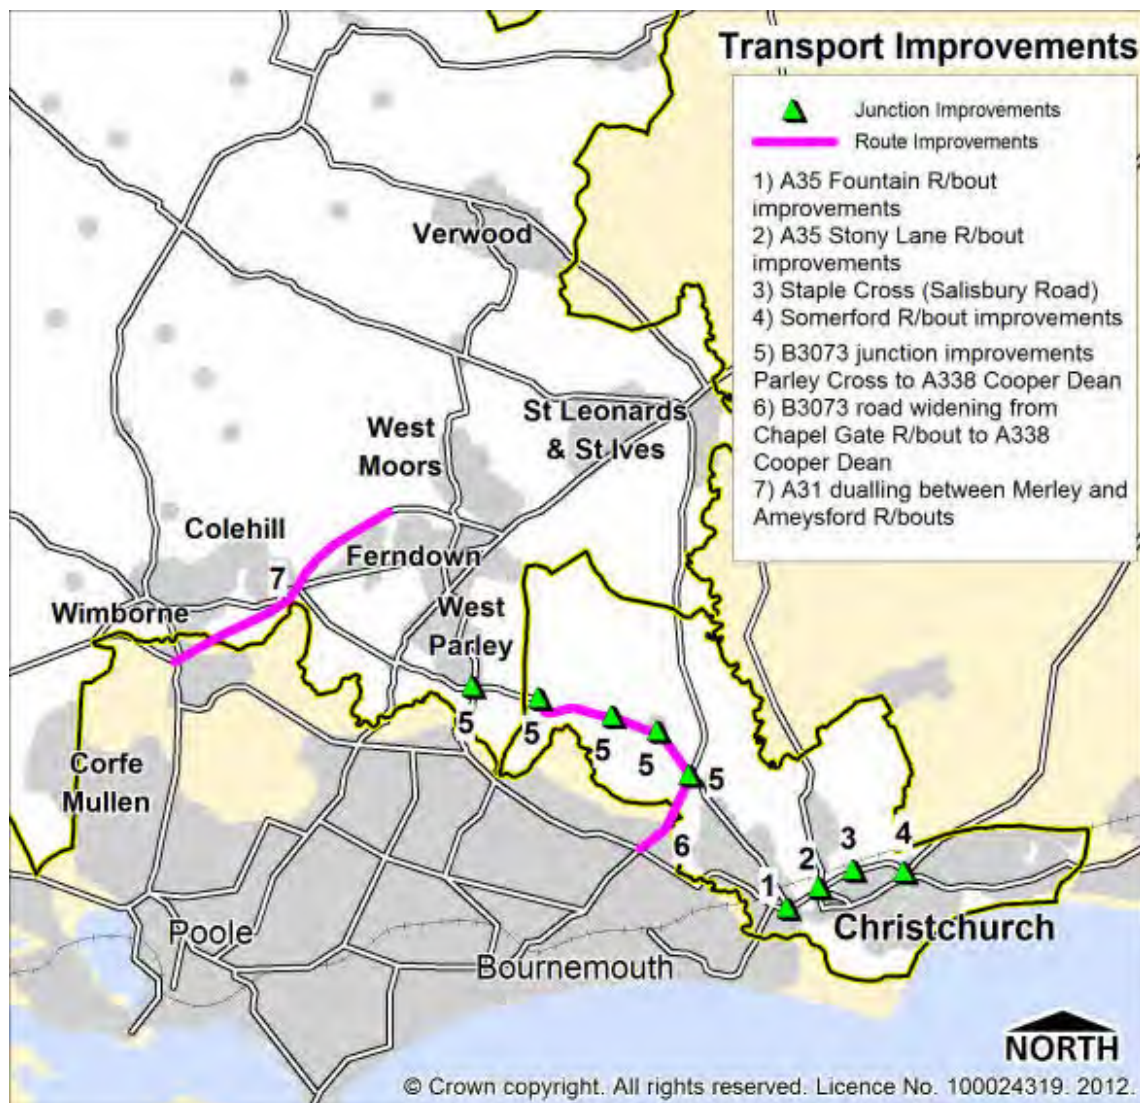 Transport Improvements
Junction Improvements
Route Improvements
1) A35 Fountain R/bout
improvements
2) A35 Stony Lane R/bout
improvements
3) Staple Cross (Salisbury Road)
4) Somerford R/bout improvements
5) B3073 junction improvements
Parley Cross to A338 Cooper Dean
6) B3073 road widening from
Chapel Gate R/bout to A338
Cooper Dean
7) A31 dualling between Merley and
Ameysford R/bouts
Verwood
St Leonards
& St Ives
West
Moors
Colehill
Ferndown
7
Wimborne
West
Parley
5
5
5
5
5
Corfe
Mullen
6
3
4
2
1
Poole
Christchurch
Bournemouth
NORTH
© Crown copyright. All rights reserved. Licence No. 100024319. 2012.